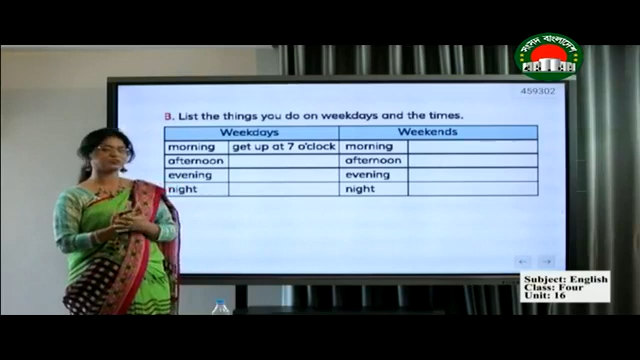 সংসদ বাংলাদেশ
459302
B. List the things you do on weekdays and the times.
Weekdays Weekends
morning get up at 7 o'clock morning
afternoon afternoon
evening evening
night night
Subject: English
Class: Four
Unit: 16